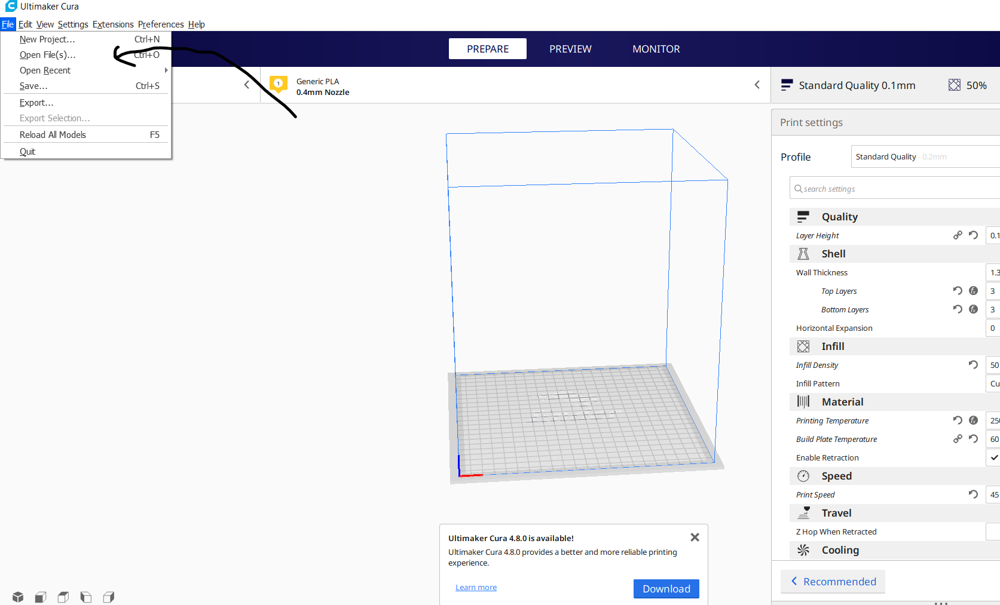 Ultimaker Cura
File Edit View Settings Extensions Preferences Help
New Project... Ctrl+N
Open File(s)... Ctrl+O
Open Recent
Save... Ctrl+S
Export...
Export Selection...
Reload All Models F5
Quit
PREPARE PREVIEW MONITOR
1
Generic PLA
0.4mm Nozzle
Standard Quality 0.1mm 50%
Print settings
Profile Standard Quality - 0.2mm
search settings
Quality
Layer Height 0.1
Shell
Wall Thickness 1.3
Top Layers 3
Bottom Layers 3
Horizontal Expansion 0
Infill
Infill Density 50
Infill Pattern Cu
Material
Printing Temperature 250
Build Plate Temperature 60
Enable Retraction
Speed
Print Speed 45
Travel
Z Hop When Retracted
Cooling
Recommended
Ultimaker Cura 4.8.0 is available!
Ultimaker Cura 4.8.0 provides a better and more reliable printing
experience.
Learn more Download